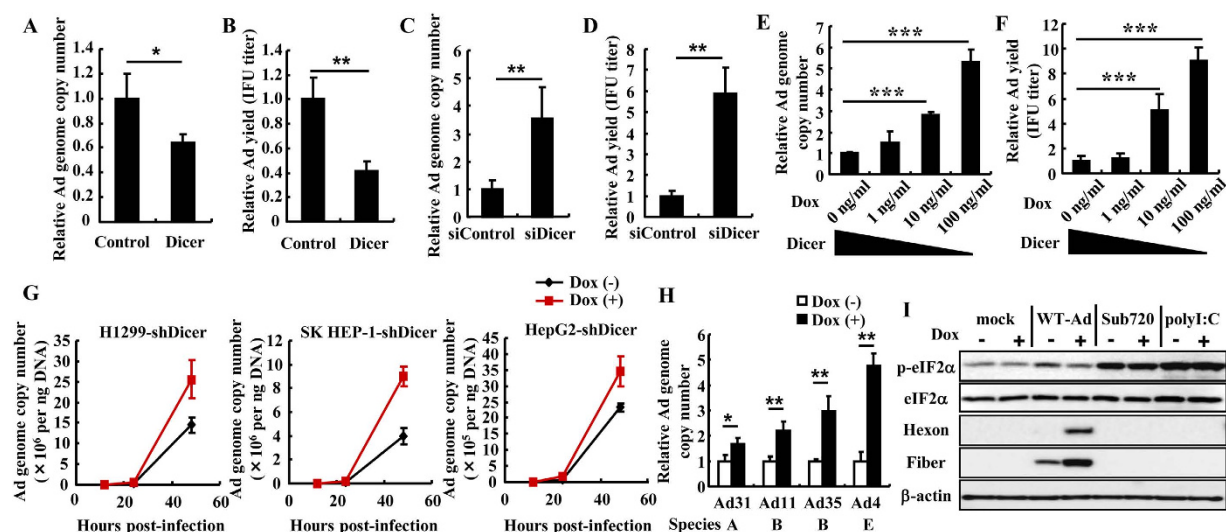 A
Relative Ad genome copy number
1.4
1.2
1.0
0.8
0.6
0.4
0.2
0
*
Control Dicer
B
Relative Ad yield (IFU titer)
1.4
1.2
1.0
0.8
0.6
0.4
0.2
0
**
Control Dicer
C
Relative Ad genome copy number
6
5
4
3
2
1
0
**
siControl siDicer
D
Relative Ad yield (IFU titer)
8
7
6
5
4
3
2
1
0
**
siControl siDicer
E
Relative Ad genome
copy number
9
8
7
6
5
4
3
2
1
0
***
***
Dox 0 ng/ml 1 ng/ml 10 ng/ml 100 ng/ml
Dicer
F
Relative Ad yield
(IFU titer)
12
10
8
6
4
2
0
***
***
Dox 0 ng/ml 1 ng/ml 10 ng/ml 100 ng/ml
Dicer
G
Dox (-)
Dox (+)
H1299-shDicer
Ad genome copy number
(× 10⁶ per ng DNA)
35
30
25
20
15
10
5
0
0 20 40 60
Hours post-infection
SK HEP-1-shDicer
Ad genome copy number
(× 10⁶ per ng DNA)
12
10
8
6
4
2
0
0 20 40 60
Hours post-infection
HepG2-shDicer
Ad genome copy number
(× 10⁵ per ng DNA)
50
40
30
20
10
0
0 20 40 60
Hours post-infection
H
Dox (-)
Dox (+)
Relative Ad genome
copy number
6
5
4
3
2
1
0
*
**
**
**
Ad31 Ad11 Ad35 Ad4
Species A B B E
I
mock WT-Ad Sub720 polyI:C
Dox - + - + - + - +
p-eIF2α
eIF2α
Hexon
Fiber
β-actin